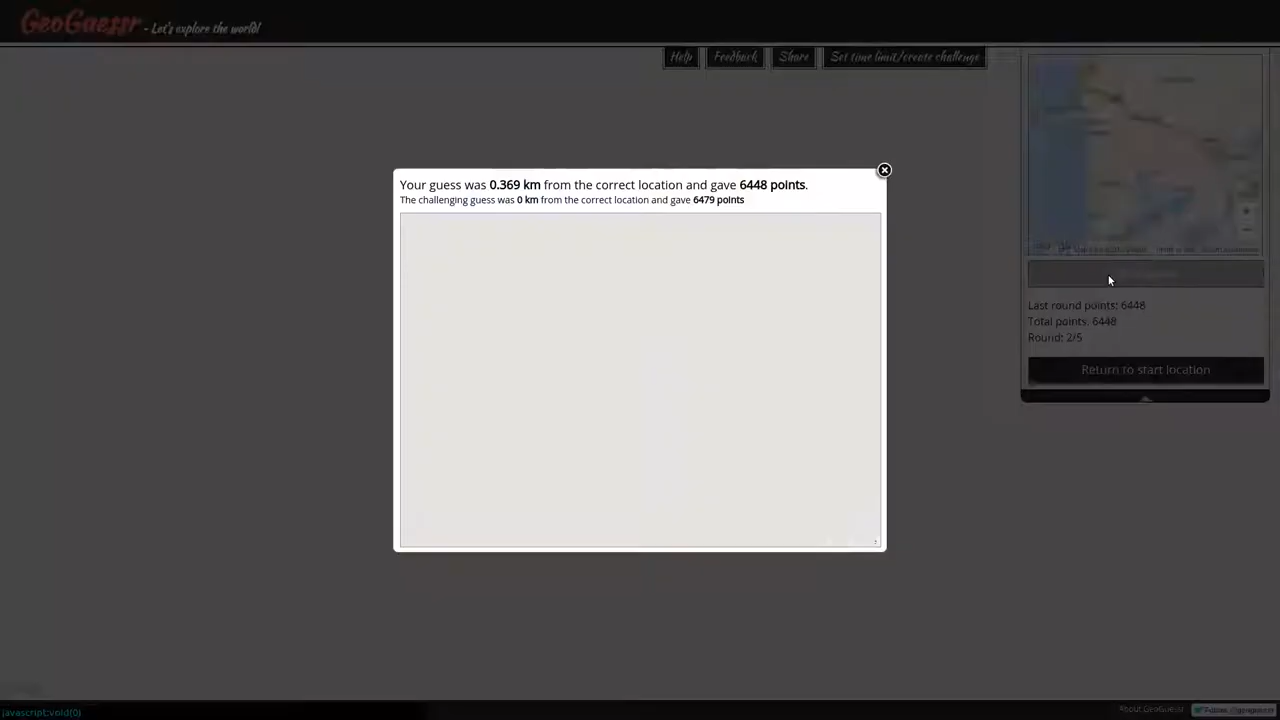 GeoGuessr - Let's explore the world!
Help Feedback Share Set time limit/create challenge
Your guess was 0.369 km from the correct location and gave 6448 points.
The challenging guess was 0 km from the correct location and gave 6479 points
Last round points: 6448
Total points: 6448
Round: 2/5
Return to start location
javascript:void(0)
About GeoGuessr
Follow @geoguessr